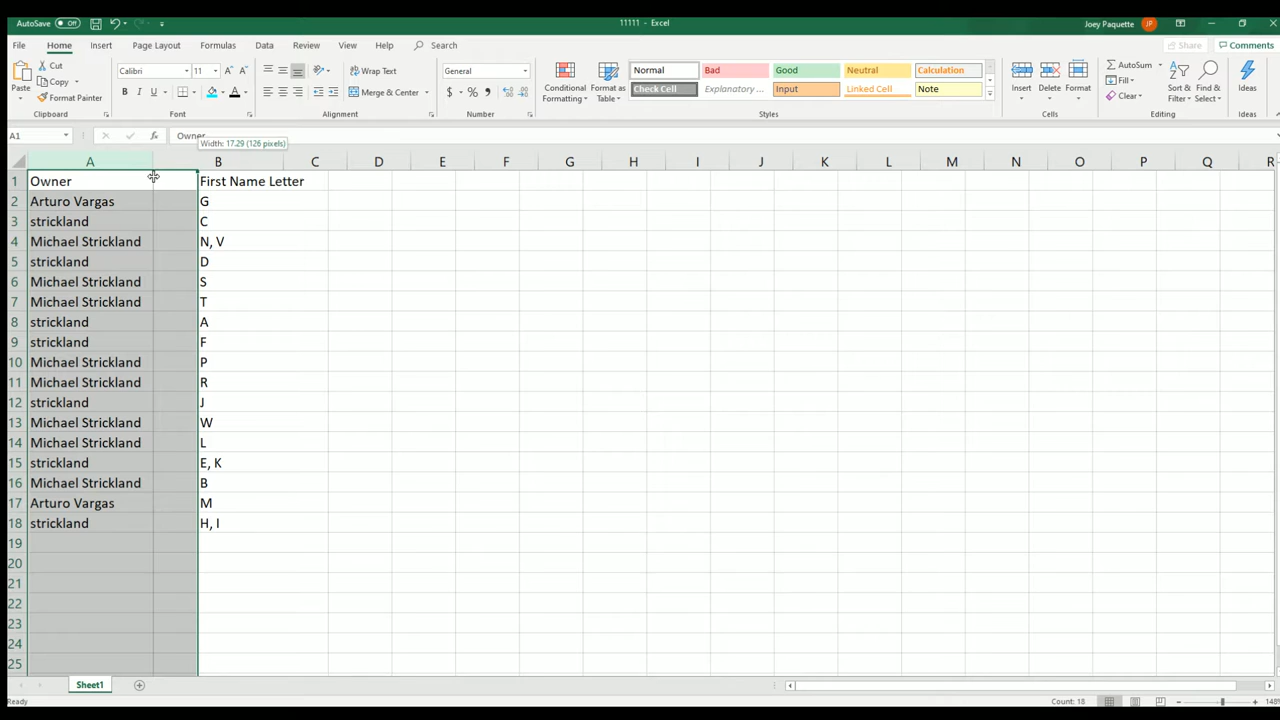 AutoSave Off 11111 - Excel Joey Paquette JP
File Home Insert Page Layout Formulas Data Review View Help Search Share Comments
Paste Cut Copy Format Painter Clipboard
Calibri 11 A A B I U A Font
Wrap Text Merge & Center Alignment
General $ % Number
Conditional Formatting Format as Table
Normal Bad Good Neutral Calculation
Check Cell Explanatory ... Input Linked Cell Note
Styles
Insert Delete Format Cells
AutoSum Fill Clear Sort & Filter Find & Select Editing
Ideas Ideas
A1 fx Owner
Width: 17.29 (126 pixels)
A B C D E F G H I J K L M N O P Q R
1 Owner First Name Letter
2 Arturo Vargas G
3 strickland C
4 Michael Strickland N, V
5 strickland D
6 Michael Strickland S
7 Michael Strickland T
8 strickland A
9 strickland F
10 Michael Strickland P
11 Michael Strickland R
12 strickland J
13 Michael Strickland W
14 Michael Strickland L
15 strickland E, K
16 Michael Strickland B
17 Arturo Vargas M
18 strickland H, I
19
20
21
22
23
24
25
Sheet1
Ready Count: 18 148%